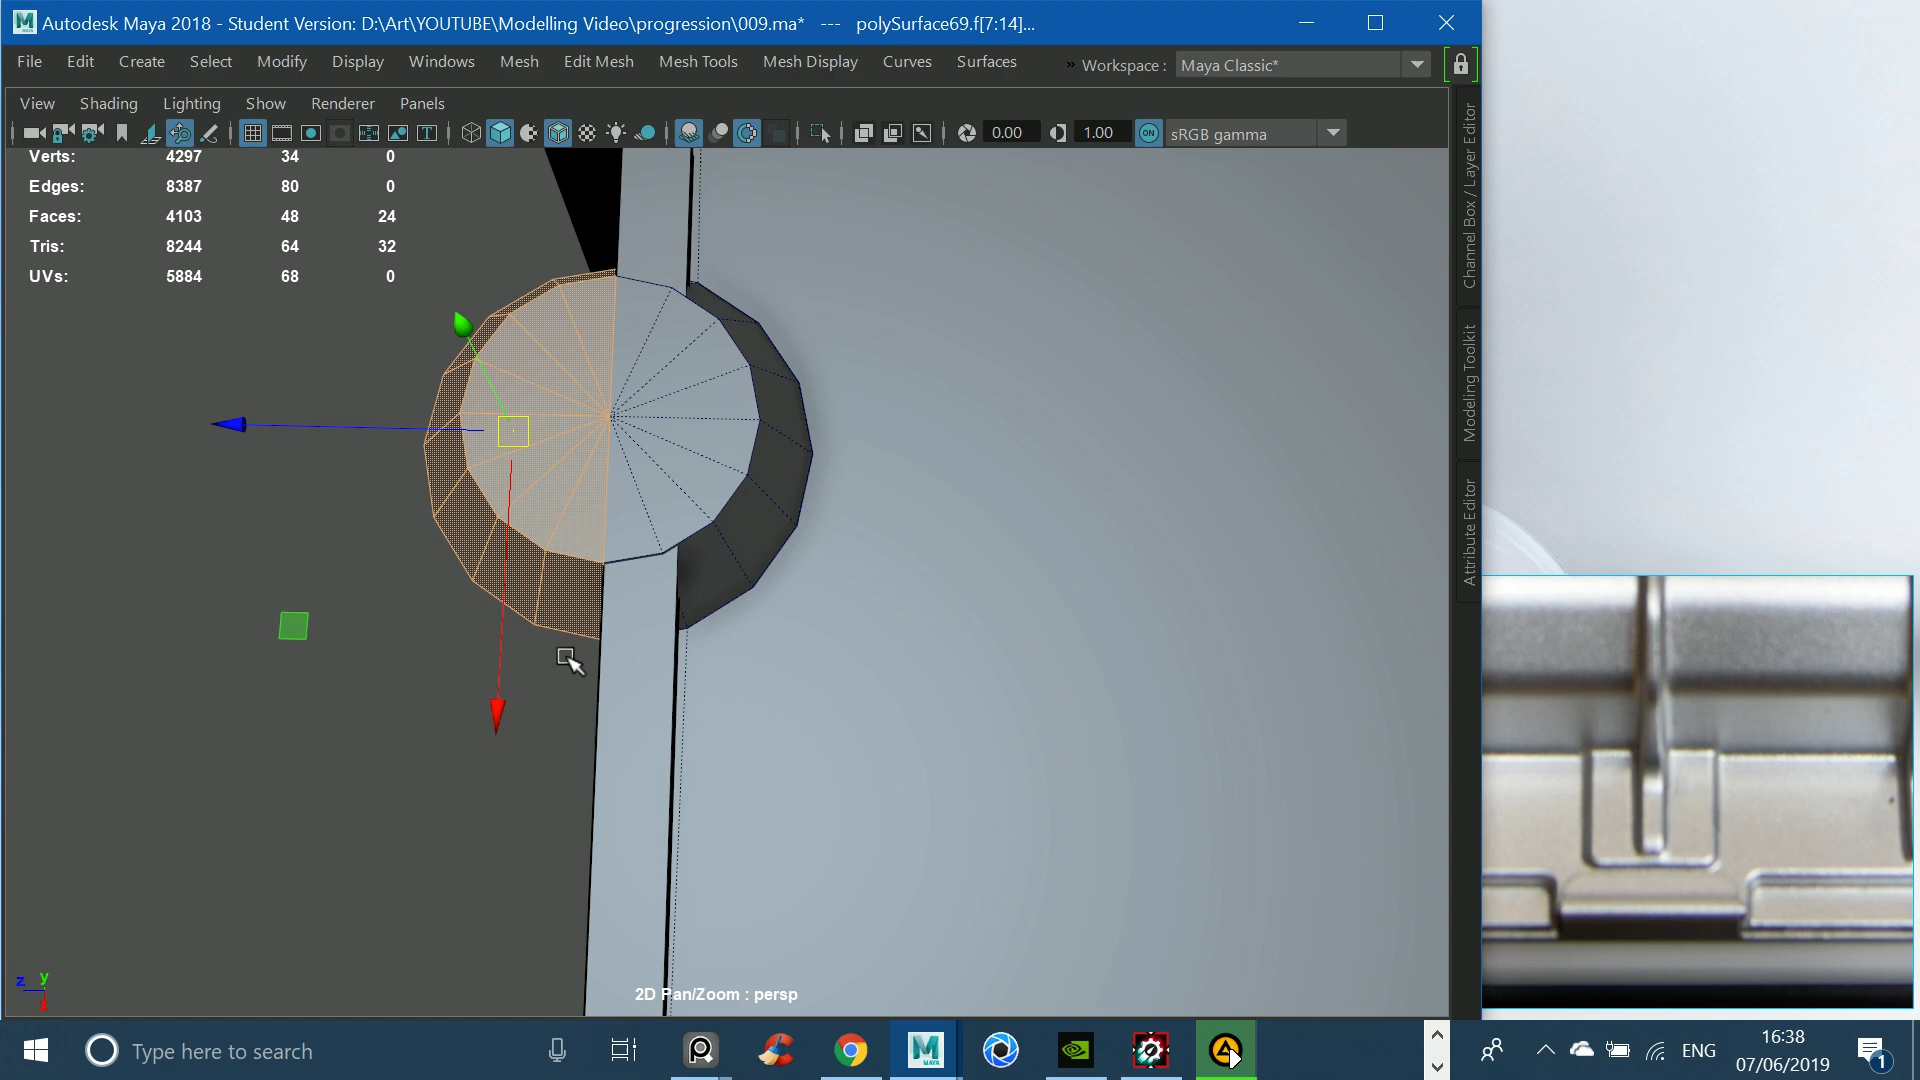 Autodesk Maya 2018 - Student Version: D:\Art\YOUTUBE\Modelling Video\progression\009.ma*   ---   polySurface69.f[7:14]...
File Edit Create Select Modify Display Windows Mesh Edit Mesh Mesh Tools Mesh Display Curves Surfaces » Workspace : Maya Classic*
View Shading Lighting Show Renderer Panels
0.00 1.00 ON sRGB gamma
Verts: 4297 34 0
Edges: 8387 80 0
Faces: 4103 48 24
Tris: 8244 64 32
UVs: 5884 68 0
Channel Box / Layer Editor
Modeling Toolkit
Attribute Editor
z y
x
2D Pan/Zoom : persp
Type here to search
MAYA
ENG
16:38
07/06/2019
1